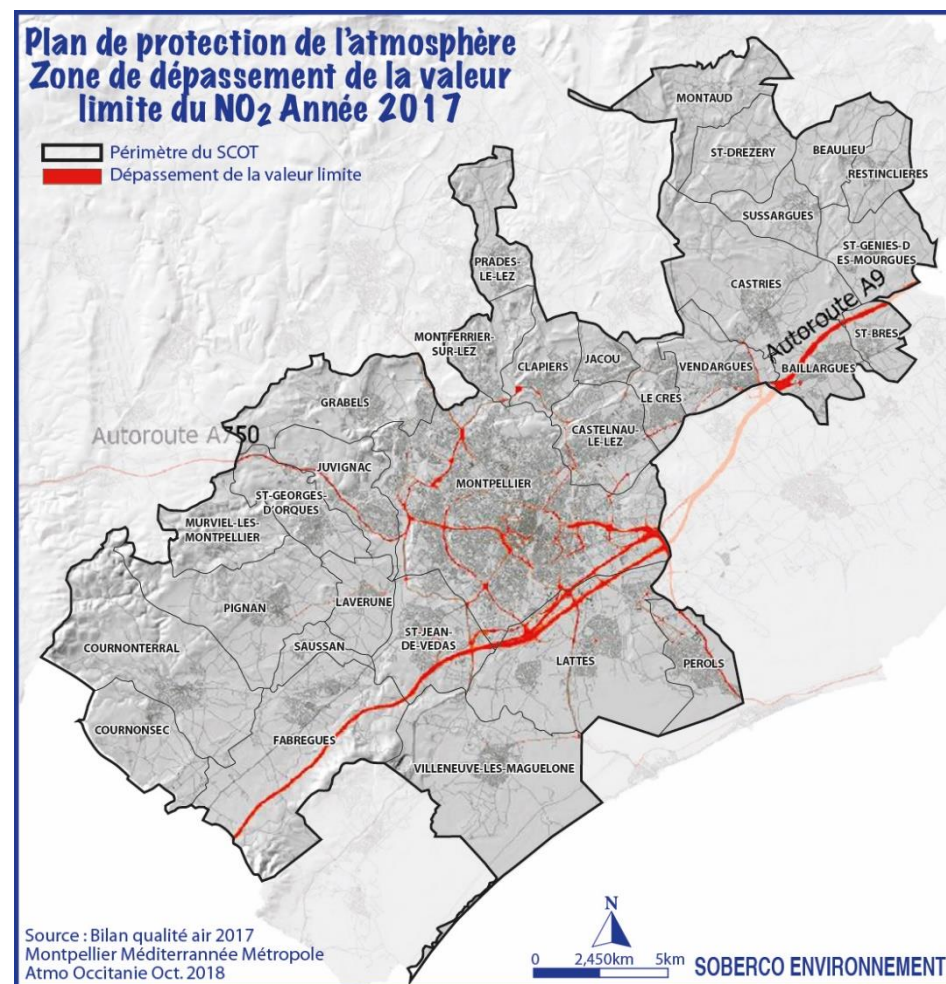 Plan de protection de l'atmosphère
Zone de dépassement de la valeur
limite du NO2 Année 2017
Périmètre du SCOT
Dépassement de la valeur limite
MONTAUD
ST-DREZERY
BEAULIEU
RESTINCLIERES
SUSSARGUES
ST-GENIES-D
ES-MOURGUES
PRADES-
LE-LEZ
CASTRIES
Autoroute A9
MONTFERRIER-
SUR-LEZ
ST-BRES
CLAPIERS
JACOU
VENDARGUES
BAILLARGUES
GRABELS
LE CRES
CASTELNAU-
LE-LEZ
Autoroute A750
JUVIGNAC
MONTPELLIER
ST-GEORGES-
D'ORQUES
MURVIEL-LES-
MONTPELLIER
PIGNAN
LAVERUNE
ST-JEAN-
DE-VEDAS
COURNONTERRAL
SAUSSAN
LATTES
PEROLS
COURNONSEC
FABREGUES
VILLENEUVE-LES-MAGUELONE
Source : Bilan qualité air 2017
Montpellier Méditerrannée Métropole
Atmo Occitanie Oct. 2018
N
0 2,450km 5km
SOBERCO ENVIRONNEMENT